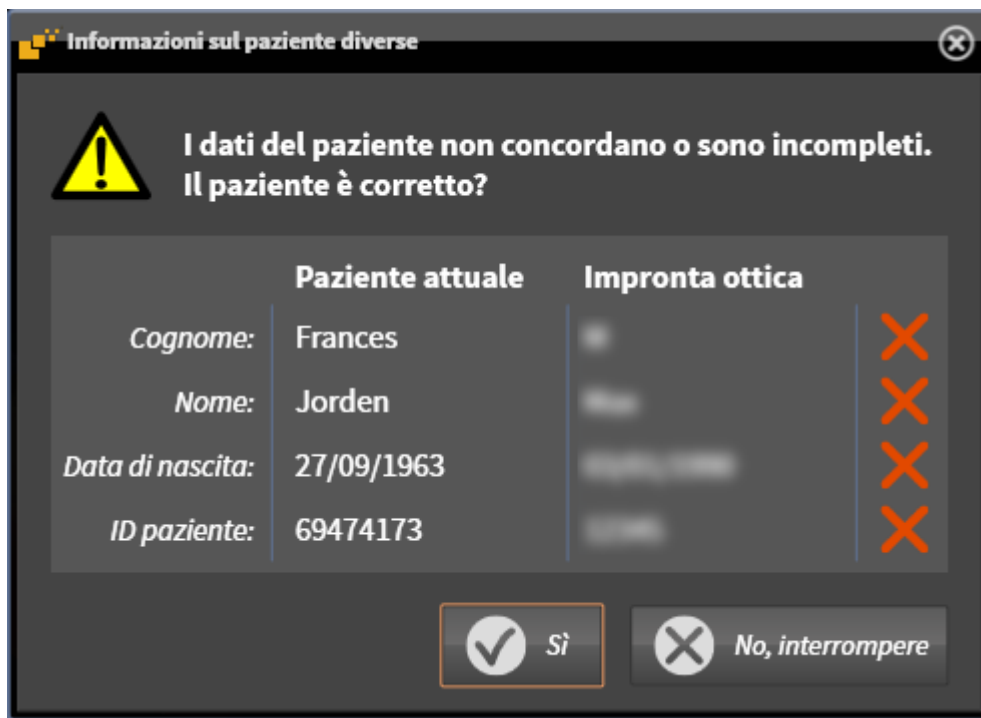 Informazioni sul paziente diverse
I dati del paziente non concordano o sono incompleti.
Il paziente è corretto?
Paziente attuale Impronta ottica
Cognome: Frances
Nome: Jorden
Data di nascita: 27/09/1963
ID paziente: 69474173
Sì No, interrompere